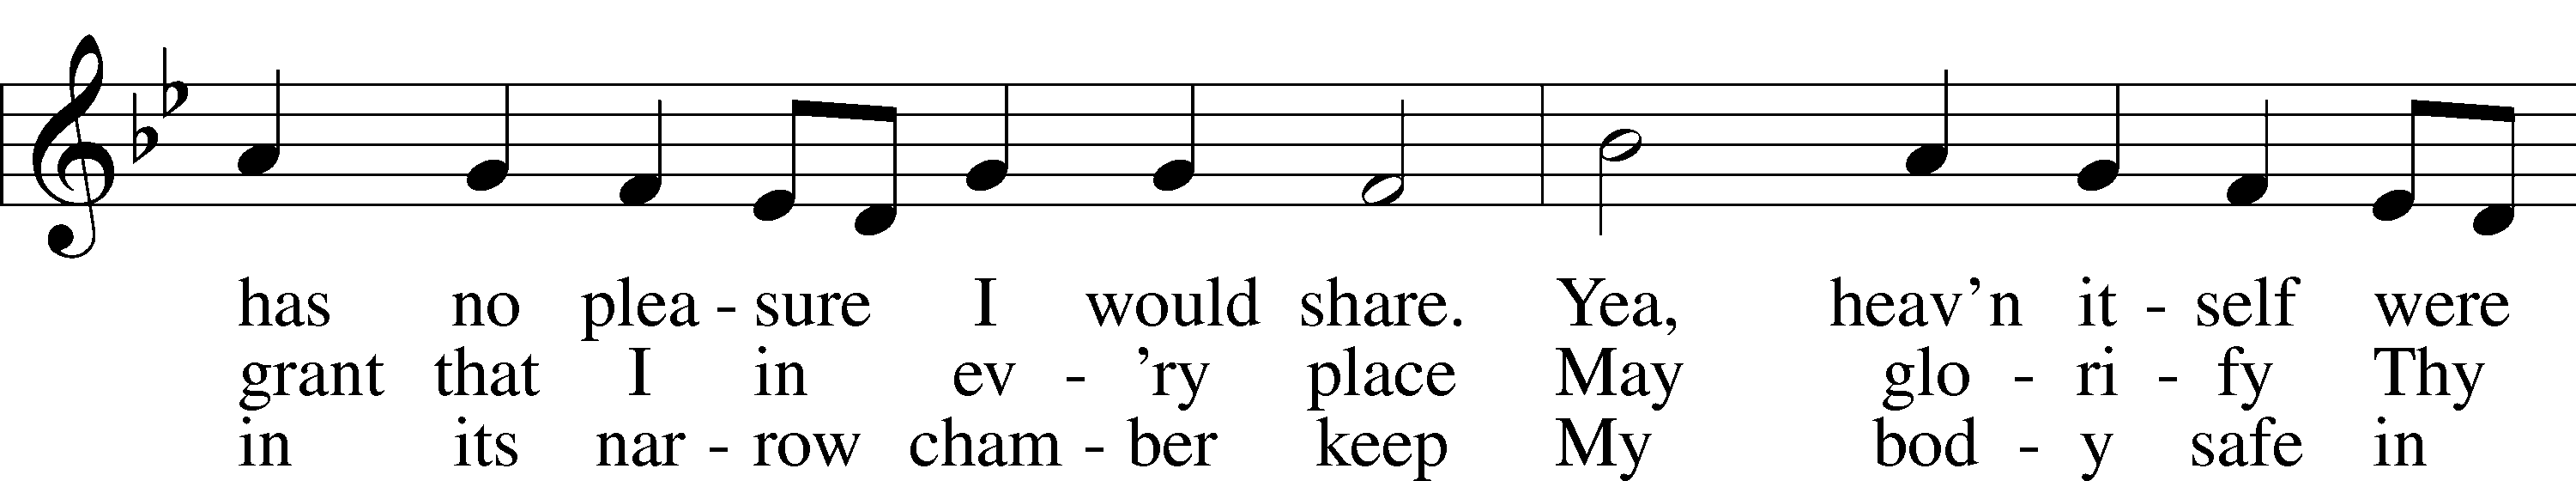 has no plea - sure I would share. Yea, heav’n it - self were
grant that I in ev - ’ry place May glo - ri - fy Thy
in its nar - row cham - ber keep My bod - y safe in